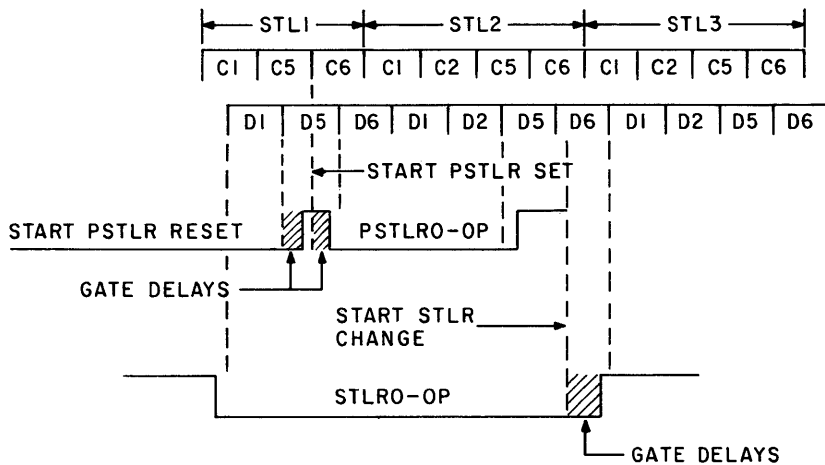 STL1 STL2 STL3
C1 C5 C6 C1 C2 C5 C6 C1 C2 C5 C6
D1 D5 D6 D1 D2 D5 D6 D1 D2 D5 D6
START PSTLR SET
START PSTLR RESET
PSTLRO-OP
GATE DELAYS
START STLR
CHANGE
STLRO-OP
GATE DELAYS